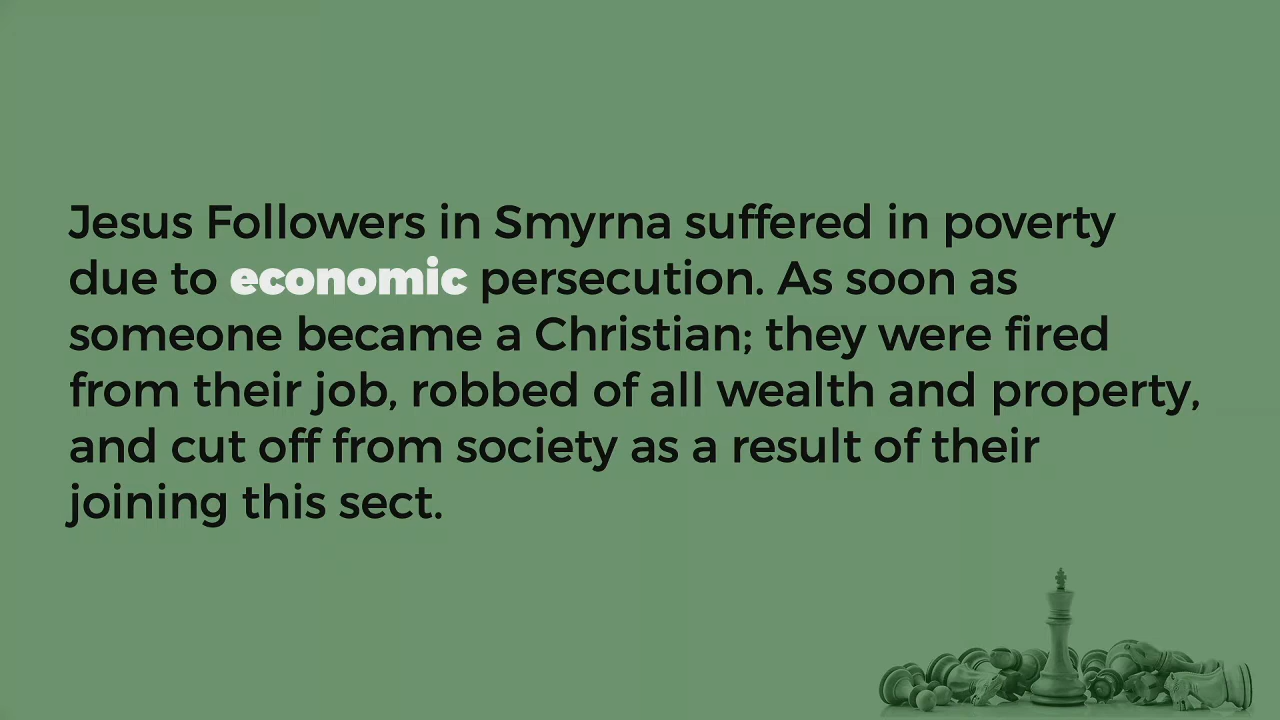 Jesus Followers in Smyrna suffered in poverty
due to economic persecution. As soon as
someone became a Christian; they were fired
from their job, robbed of all wealth and property,
and cut off from society as a result of their
joining this sect.